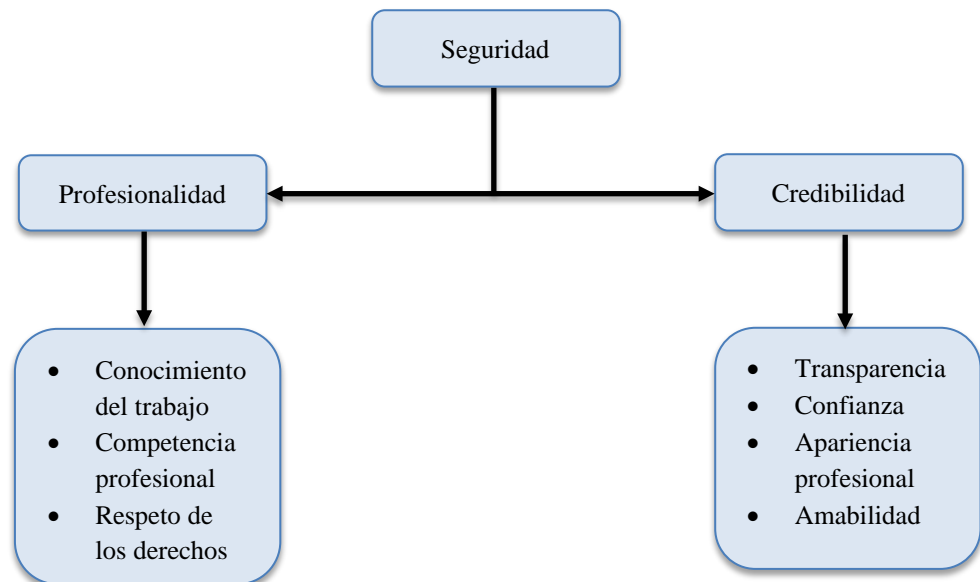 Seguridad
Profesionalidad
Credibilidad
• Conocimiento
del trabajo
• Competencia
profesional
• Respeto de
los derechos
• Transparencia
• Confianza
• Apariencia
profesional
• Amabilidad